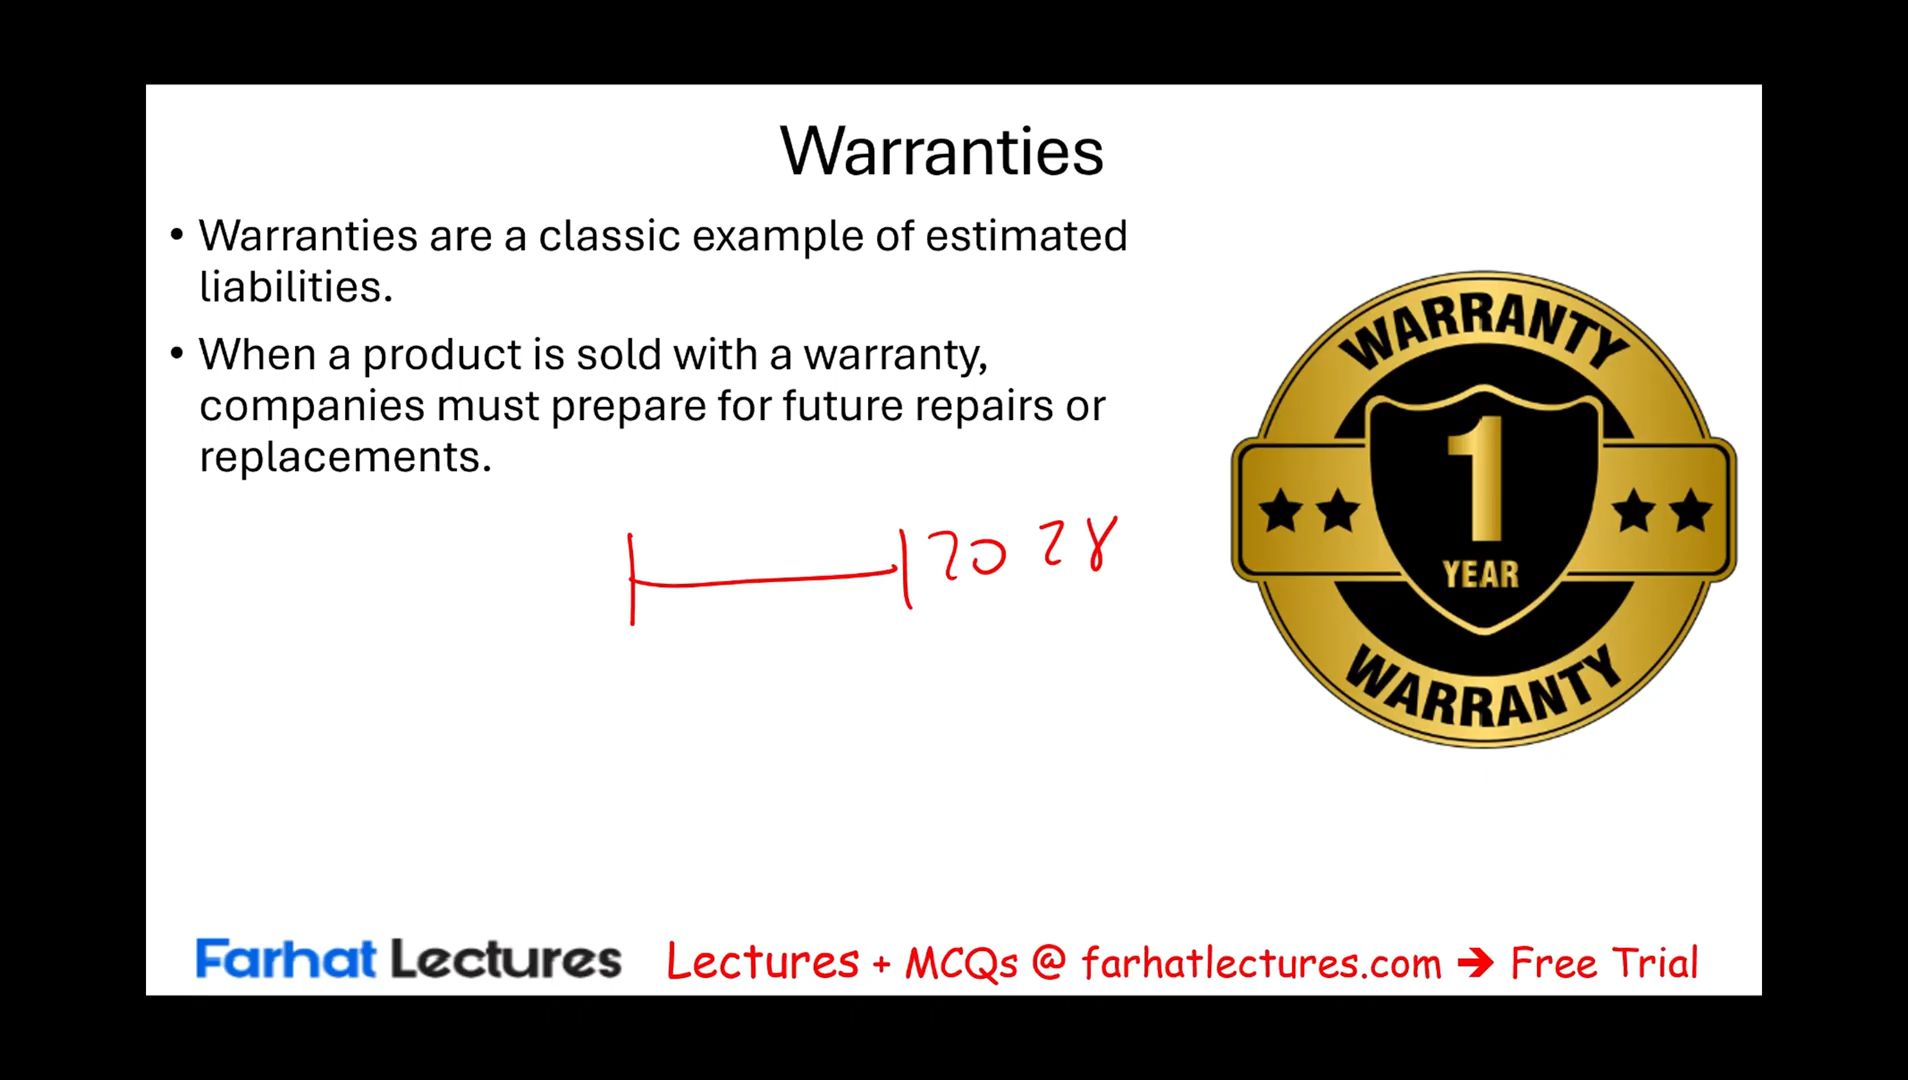 Warranties
• Warranties are a classic example of estimated
liabilities.
• When a product is sold with a warranty,
companies must prepare for future repairs or
replacements.
2028
WARRANTY
1
YEAR
WARRANTY
Farhat Lectures
Lectures + MCQs @ farhatlectures.com → Free Trial